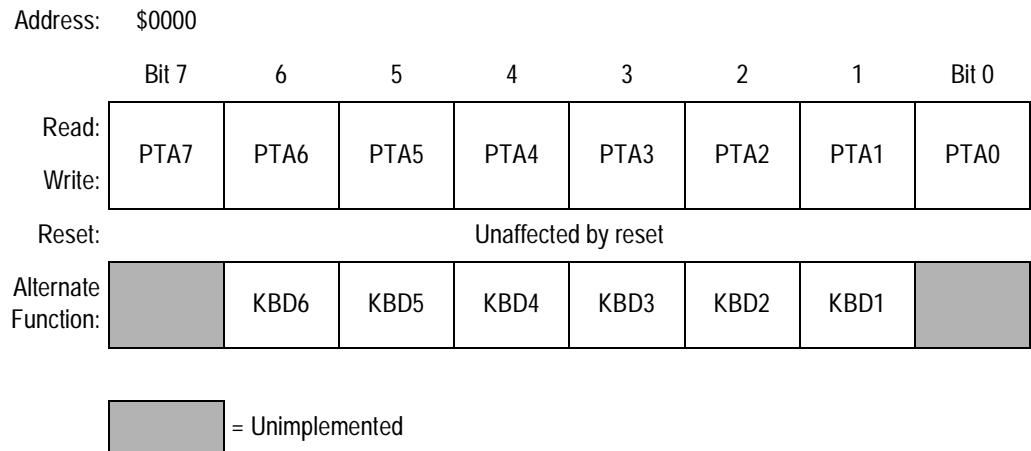 Address: $0000
Bit 7 6 5 4 3 2 1 Bit 0
Read:
PTA7 PTA6 PTA5 PTA4 PTA3 PTA2 PTA1 PTA0
Write:
Reset: Unaffected by reset
Alternate
Function:
KBD6 KBD5 KBD4 KBD3 KBD2 KBD1
= Unimplemented